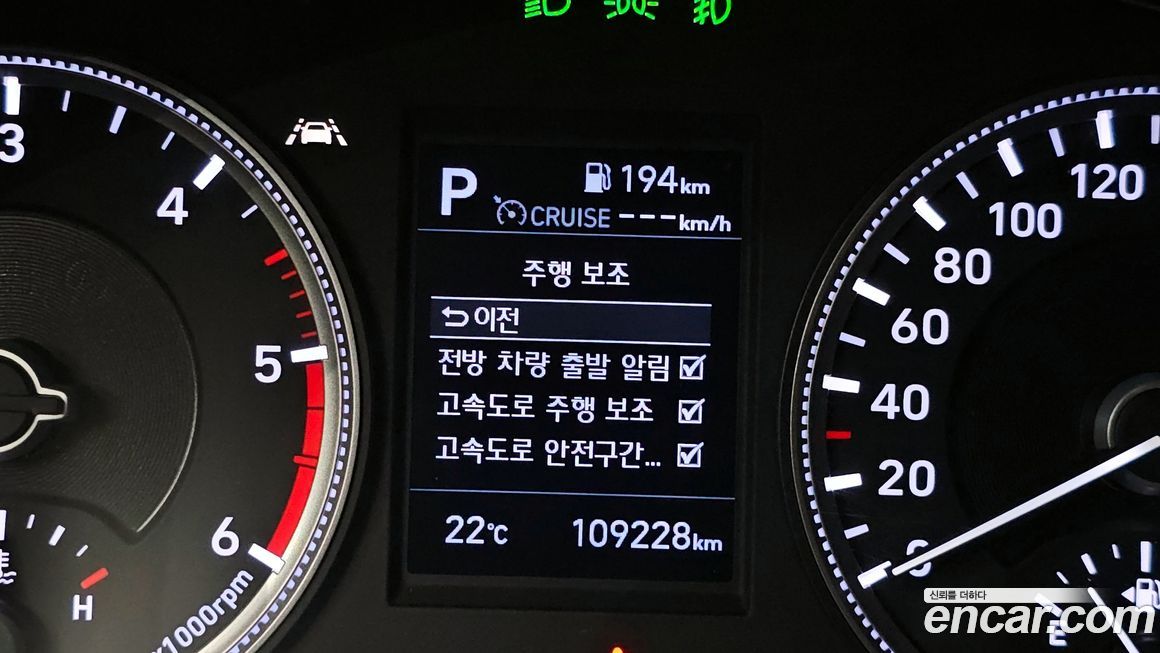 P
194km
CRUISE ---km/h
주행 보조
이전
전방 차량 출발 알림
고속도로 주행 보조
고속도로 안전구간...
22°C 109228km
3
4
5
6
x1000rpm
H
120
100
80
60
40
20
0
E
신뢰를 더하다
encar.com